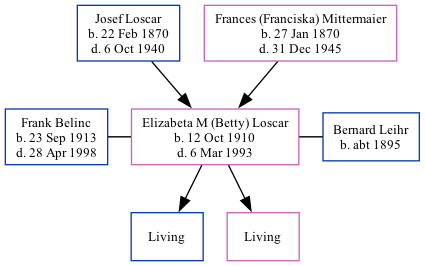 Josef Loscar
b. 22 Feb 1870
d. 6 Oct 1940
Frances (Franciska) Mittermaier
b. 27 Jan 1870
d. 31 Dec 1945
Frank Belinc
b. 23 Sep 1913
d. 28 Apr 1998
Elizabeta M (Betty) Loscar
b. 12 Oct 1910
d. 6 Mar 1993
Bernard Leihr
b. abt 1895
Living
Living